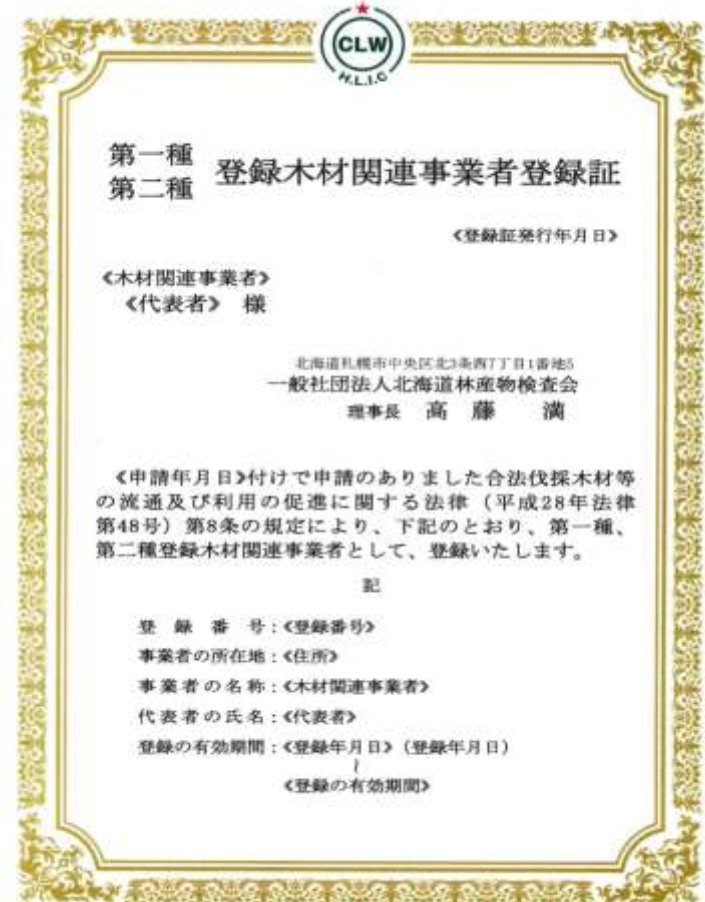 CLW
H.L.I.C
第一種
第二種
登録木材関連事業者登録証
《登録証発行年月日》
《木材関連事業者》
《代表者》 様
北海道札幌市中央区北3条西7丁目1番地5
一般社団法人北海道林産物検査会
理事長 高 藤 満
《申請年月日》付けで申請のありました合法伐採木材等
の流通及び利用の促進に関する法律（平成28年法律
第48号）第8条の規定により、下記のとおり、第一種、
第二種登録木材関連事業者として、登録いたします。
記
登 録 番 号：《登録番号》
事業者の所在地：《住所》
事業者の名称：《木材関連事業者》
代表者の氏名：《代表者》
登録の有効期間：《登録年月日》（登録年月日）
～
《登録の有効期間》